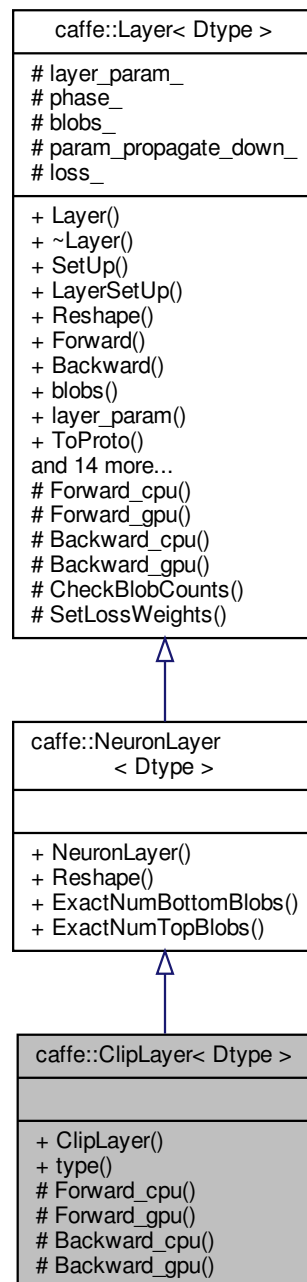 caffe::Layer< Dtype >
# layer_param_
# phase_
# blobs_
# param_propagate_down_
# loss_
+ Layer()
+ ~Layer()
+ SetUp()
+ LayerSetUp()
+ Reshape()
+ Forward()
+ Backward()
+ blobs()
+ layer_param()
+ ToProto()
and 14 more...
# Forward_cpu()
# Forward_gpu()
# Backward_cpu()
# Backward_gpu()
# CheckBlobCounts()
# SetLossWeights()
caffe::NeuronLayer
< Dtype >
+ NeuronLayer()
+ Reshape()
+ ExactNumBottomBlobs()
+ ExactNumTopBlobs()
caffe::ClipLayer< Dtype >
+ ClipLayer()
+ type()
# Forward_cpu()
# Forward_gpu()
# Backward_cpu()
# Backward_gpu()